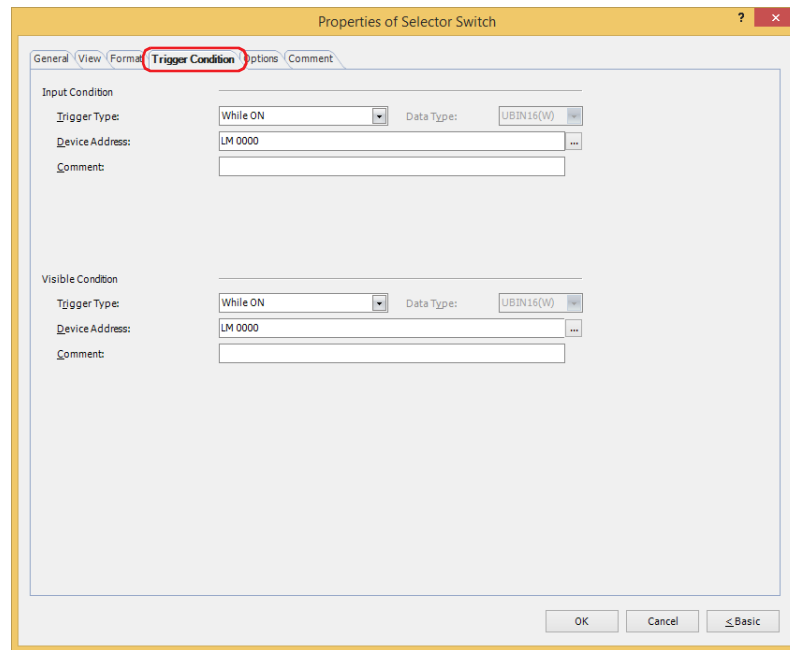 Properties of Selector Switch ? ×
General View Format Trigger Condition Options Comment
Input Condition
Trigger Type: While ON Data Type: UBIN16(W)
Device Address: LM 0000 ...
Comment:
Visible Condition
Trigger Type: While ON Data Type: UBIN16(W)
Device Address: LM 0000 ...
Comment:
OK Cancel < Basic